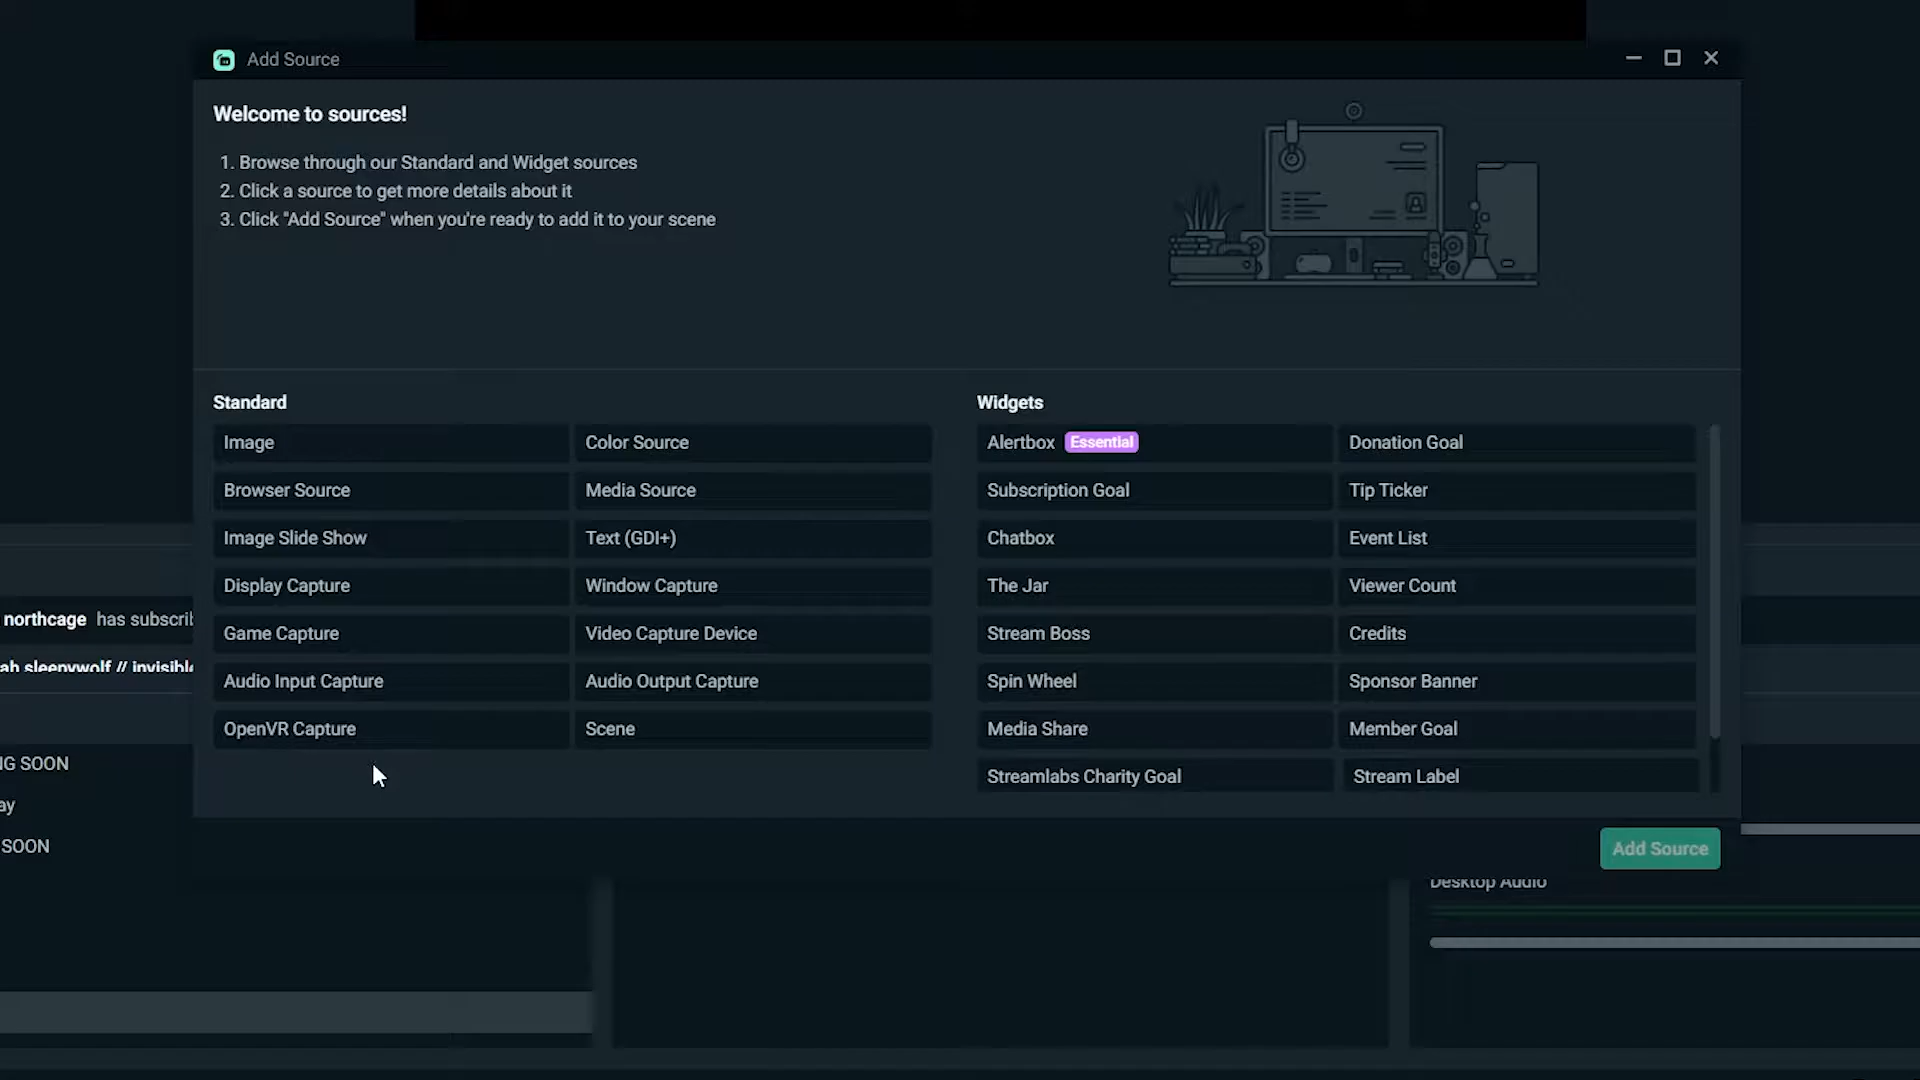 Add Source
Welcome to sources!
1. Browse through our Standard and Widget sources
2. Click a source to get more details about it
3. Click "Add Source" when you're ready to add it to your scene
Standard
Image
Color Source
Browser Source
Media Source
Image Slide Show
Text (GDI+)
Display Capture
Window Capture
Game Capture
Video Capture Device
Audio Input Capture
Audio Output Capture
OpenVR Capture
Scene
Widgets
Alertbox Essential
Donation Goal
Subscription Goal
Tip Ticker
Chatbox
Event List
The Jar
Viewer Count
Stream Boss
Credits
Spin Wheel
Sponsor Banner
Media Share
Member Goal
Streamlabs Charity Goal
Stream Label
Add Source
northcage has subscrib
ah sleepywolf // invisible
NG SOON
ay
SOON
Desktop Audio